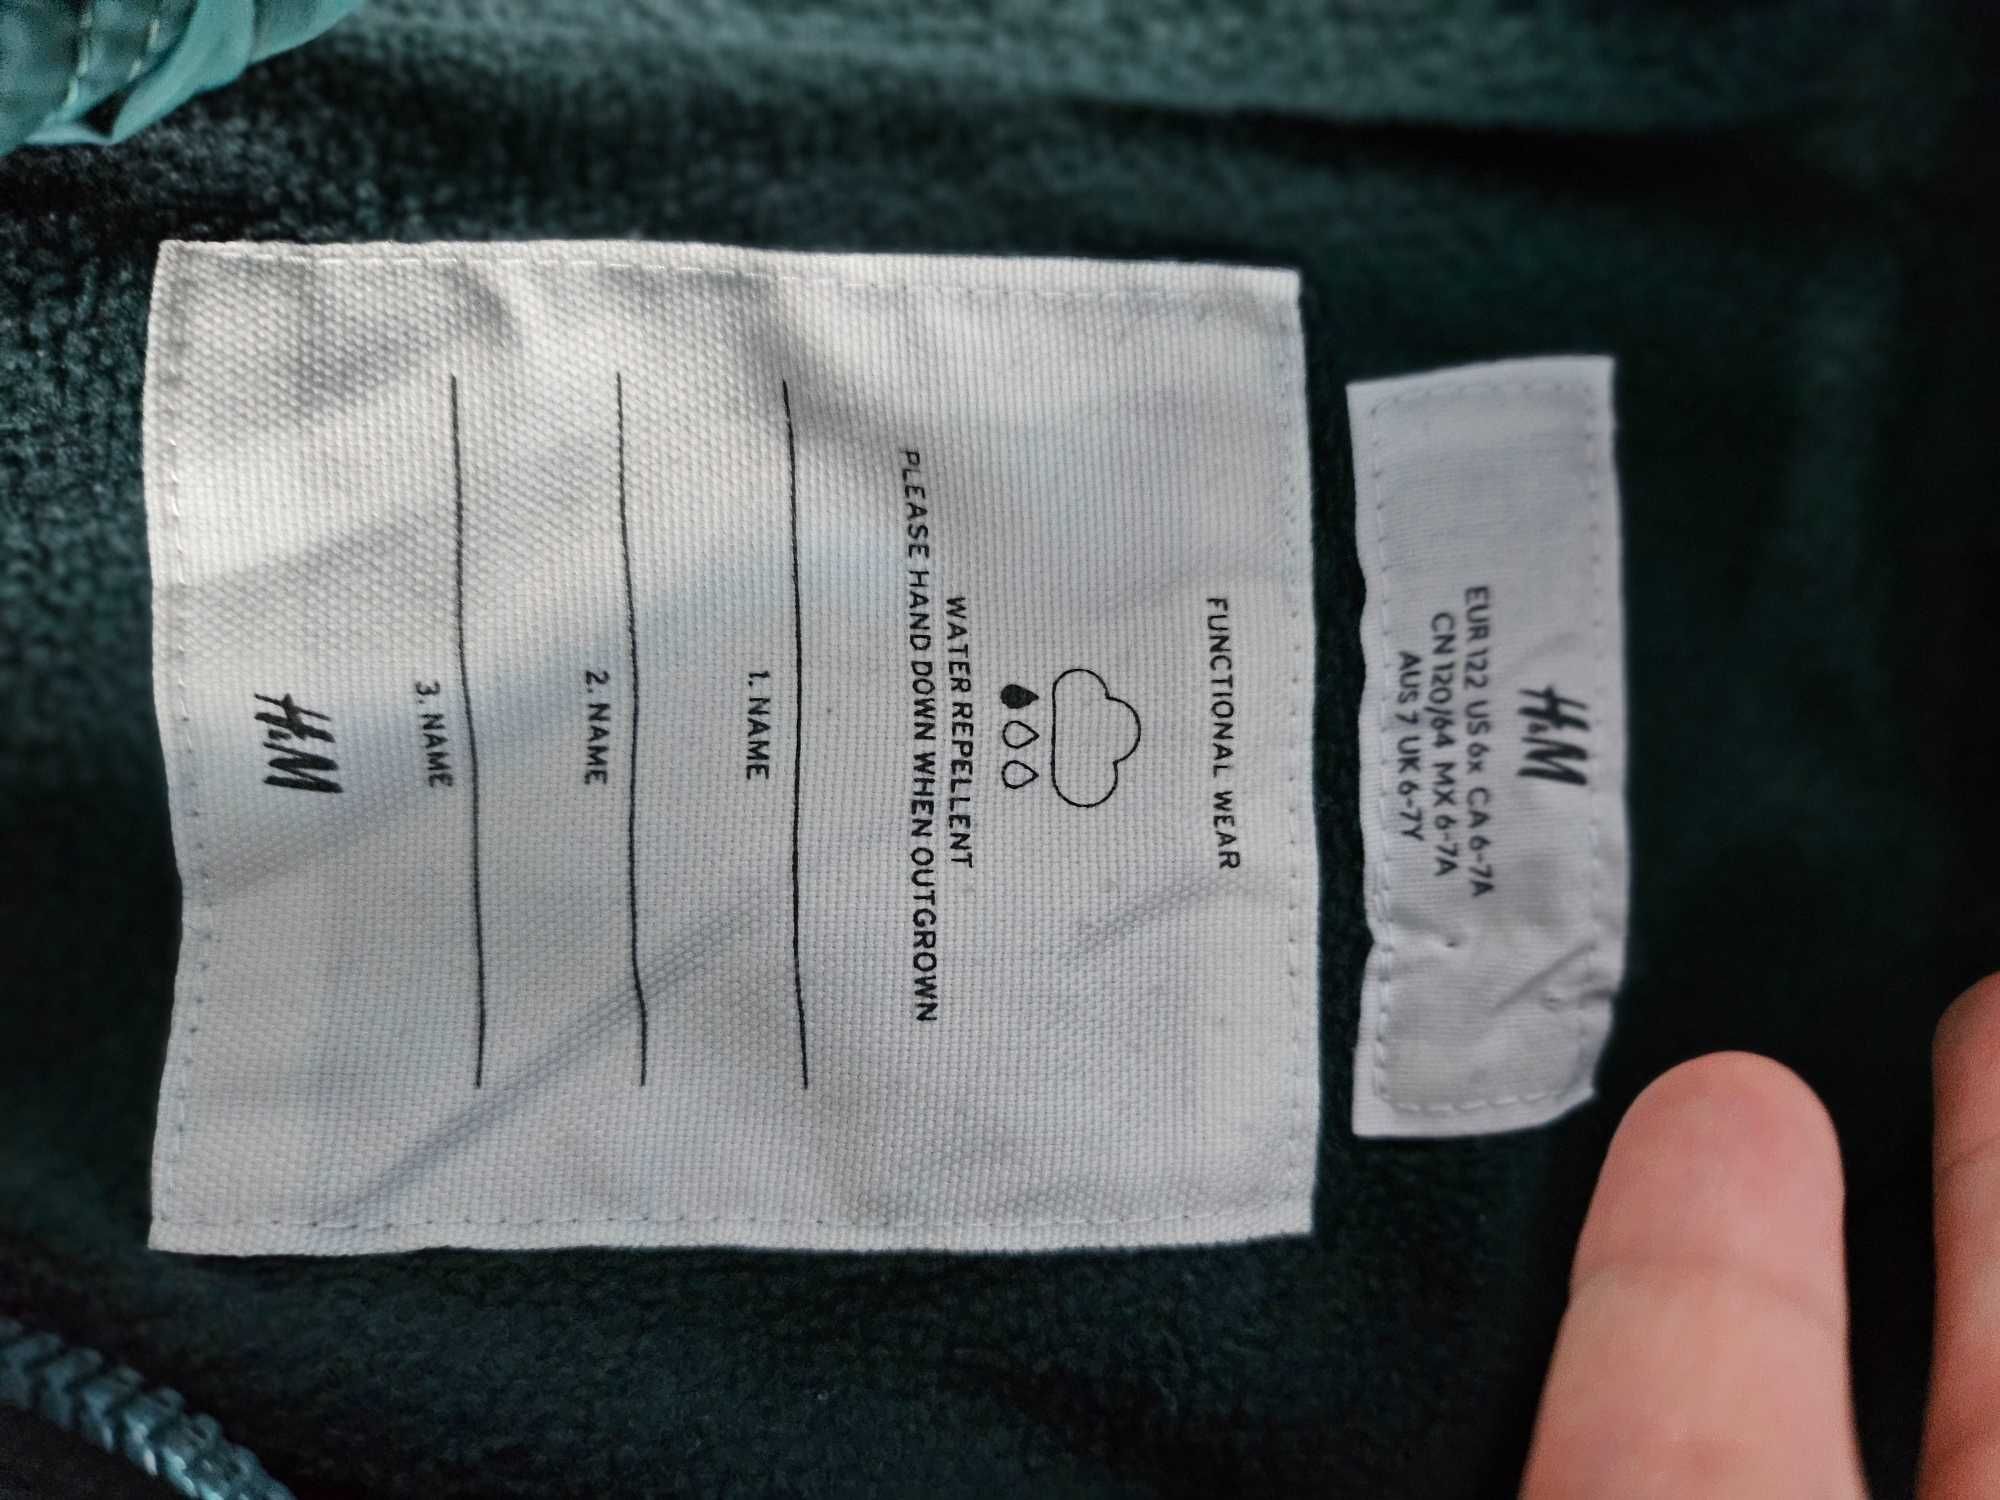 H&M
EUR 122 US 6x CA 6-7A
CN 120/64 MX 6-7A
AUS 7 UK 6-7Y
FUNCTIONAL WEAR
WATER REPELLENT
PLEASE HAND DOWN WHEN OUTGROWN
1. NAME
2. NAME
3. NAME
H&M